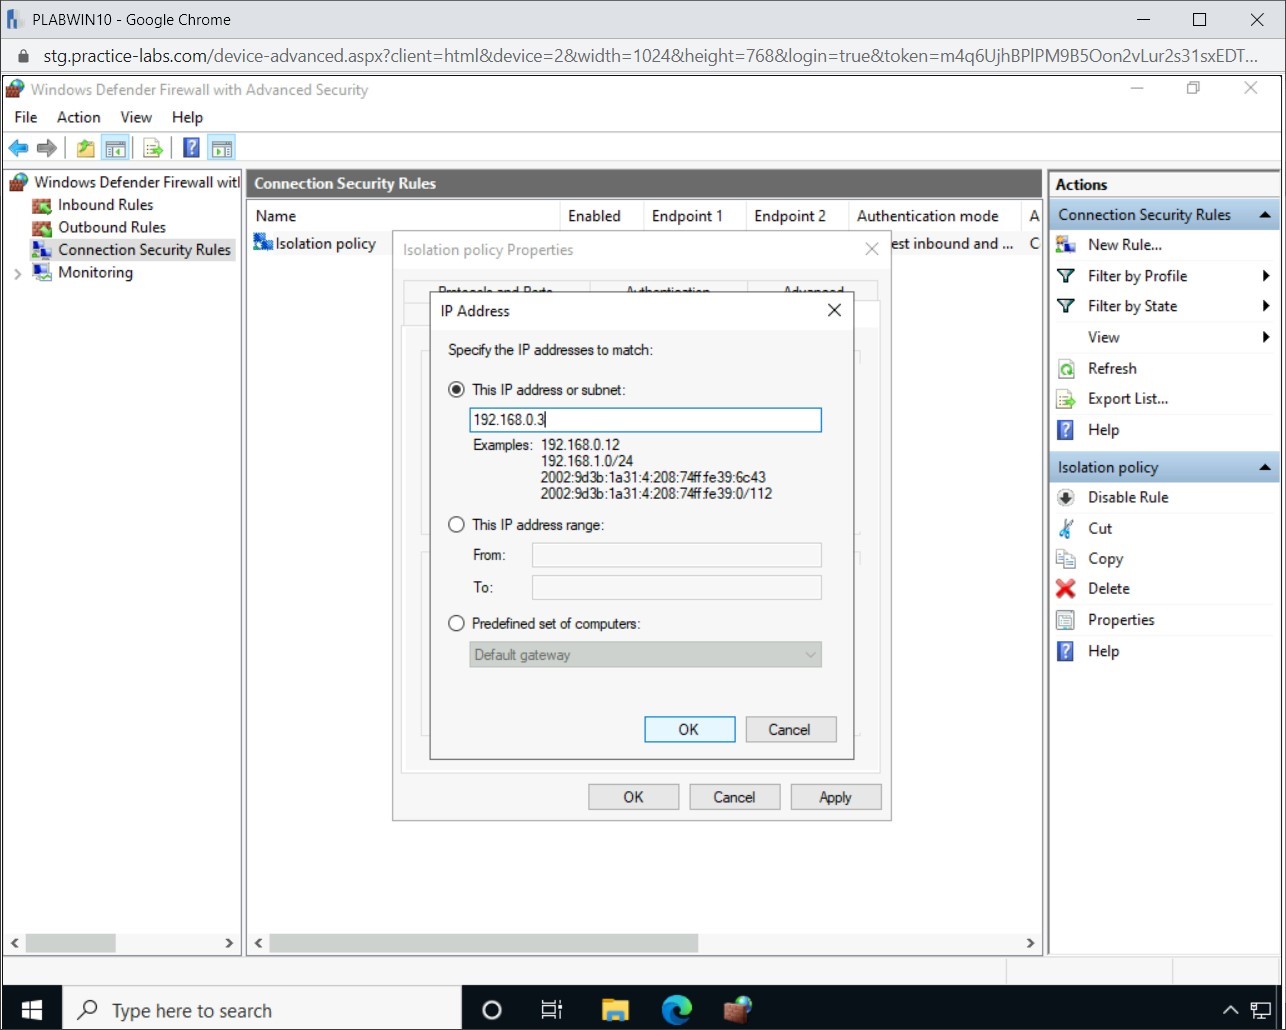 PLABWIN10 - Google Chrome
stg.practice-labs.com/device-advanced.aspx?client=html&device=2&width=1024&height=768&login=true&token=m4q6UjhBPlPM9B5Oon2vLur2s31sxEDT...
Windows Defender Firewall with Advanced Security
File Action View Help
Windows Defender Firewall with
Inbound Rules
Outbound Rules
Connection Security Rules
Monitoring
Connection Security Rules
Name Enabled Endpoint 1 Endpoint 2 Authentication mode A
Isolation policy est inbound and ... C
Isolation policy Properties
Protocols and Ports Authentication Advanced
IP Address
Specify the IP addresses to match:
This IP address or subnet:
192.168.0.3
Examples: 192.168.0.12
192.168.1.0/24
2002:9d3b:1a31:4:208:74ff:fe39:6c43
2002:9d3b:1a31:4:208:74ff:fe39:0/112
This IP address range:
From:
To:
Predefined set of computers:
Default gateway
OK Cancel
OK Cancel Apply
Actions
Connection Security Rules
New Rule...
Filter by Profile
Filter by State
View
Refresh
Export List...
Help
Isolation policy
Disable Rule
Cut
Copy
Delete
Properties
Help
Type here to search